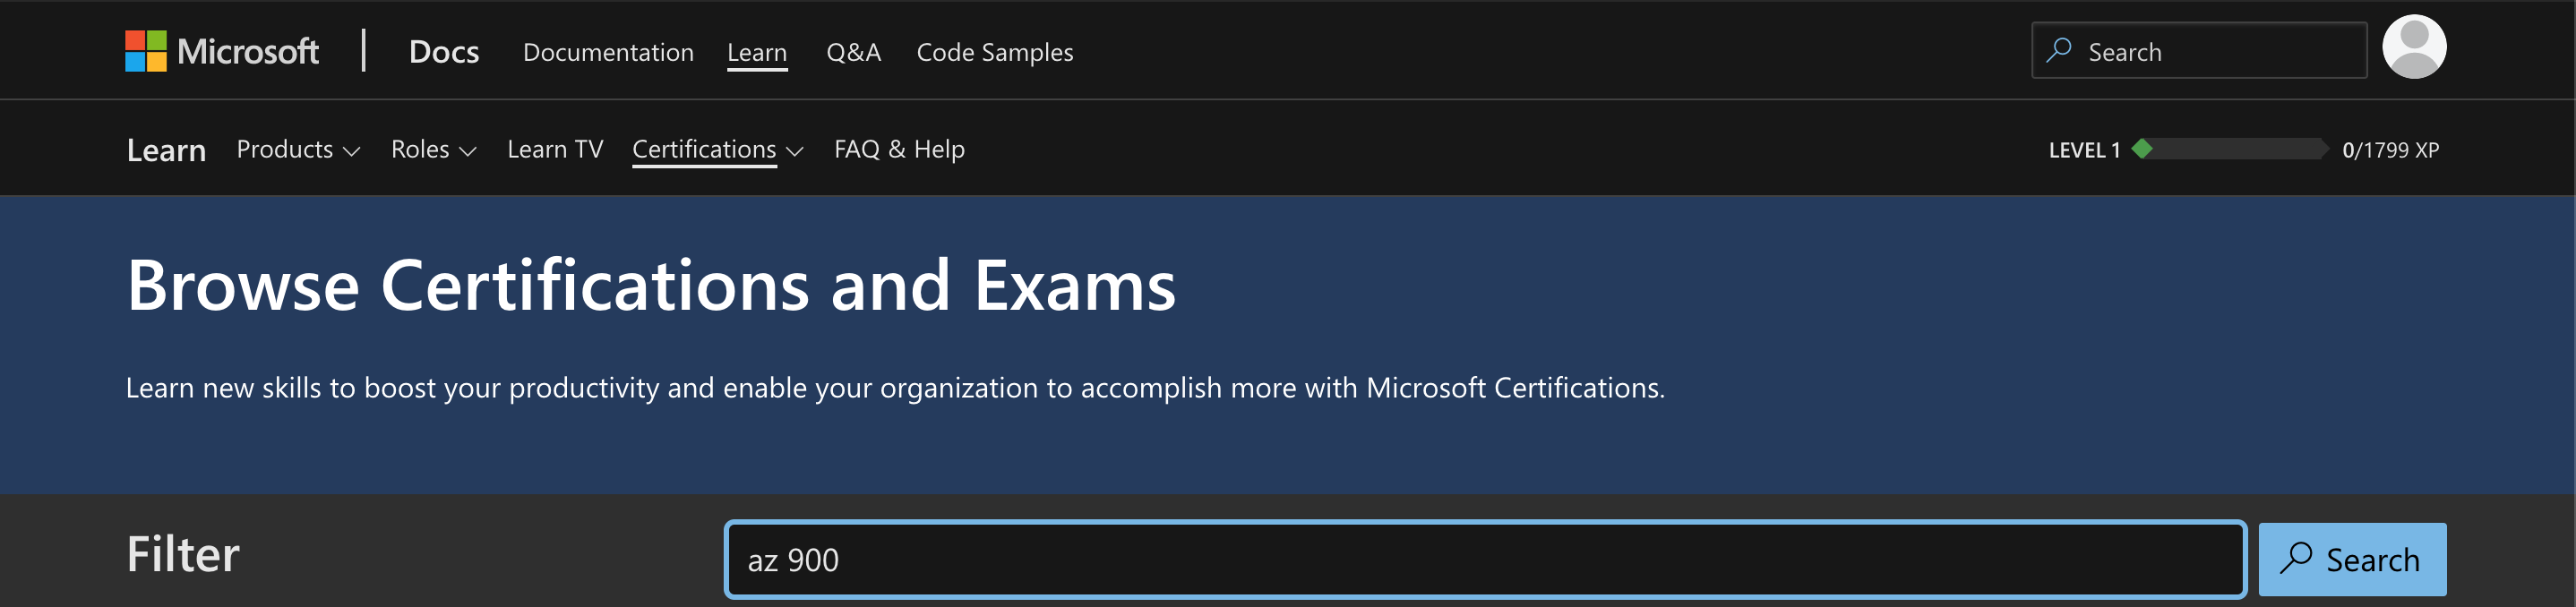 Microsoft Docs Documentation Learn Q&A Code Samples Search
Learn Products Roles Learn TV Certifications FAQ & Help LEVEL 1 0/1799 XP
Browse Certifications and Exams
Learn new skills to boost your productivity and enable your organization to accomplish more with Microsoft Certifications.
Filter az 900 Search